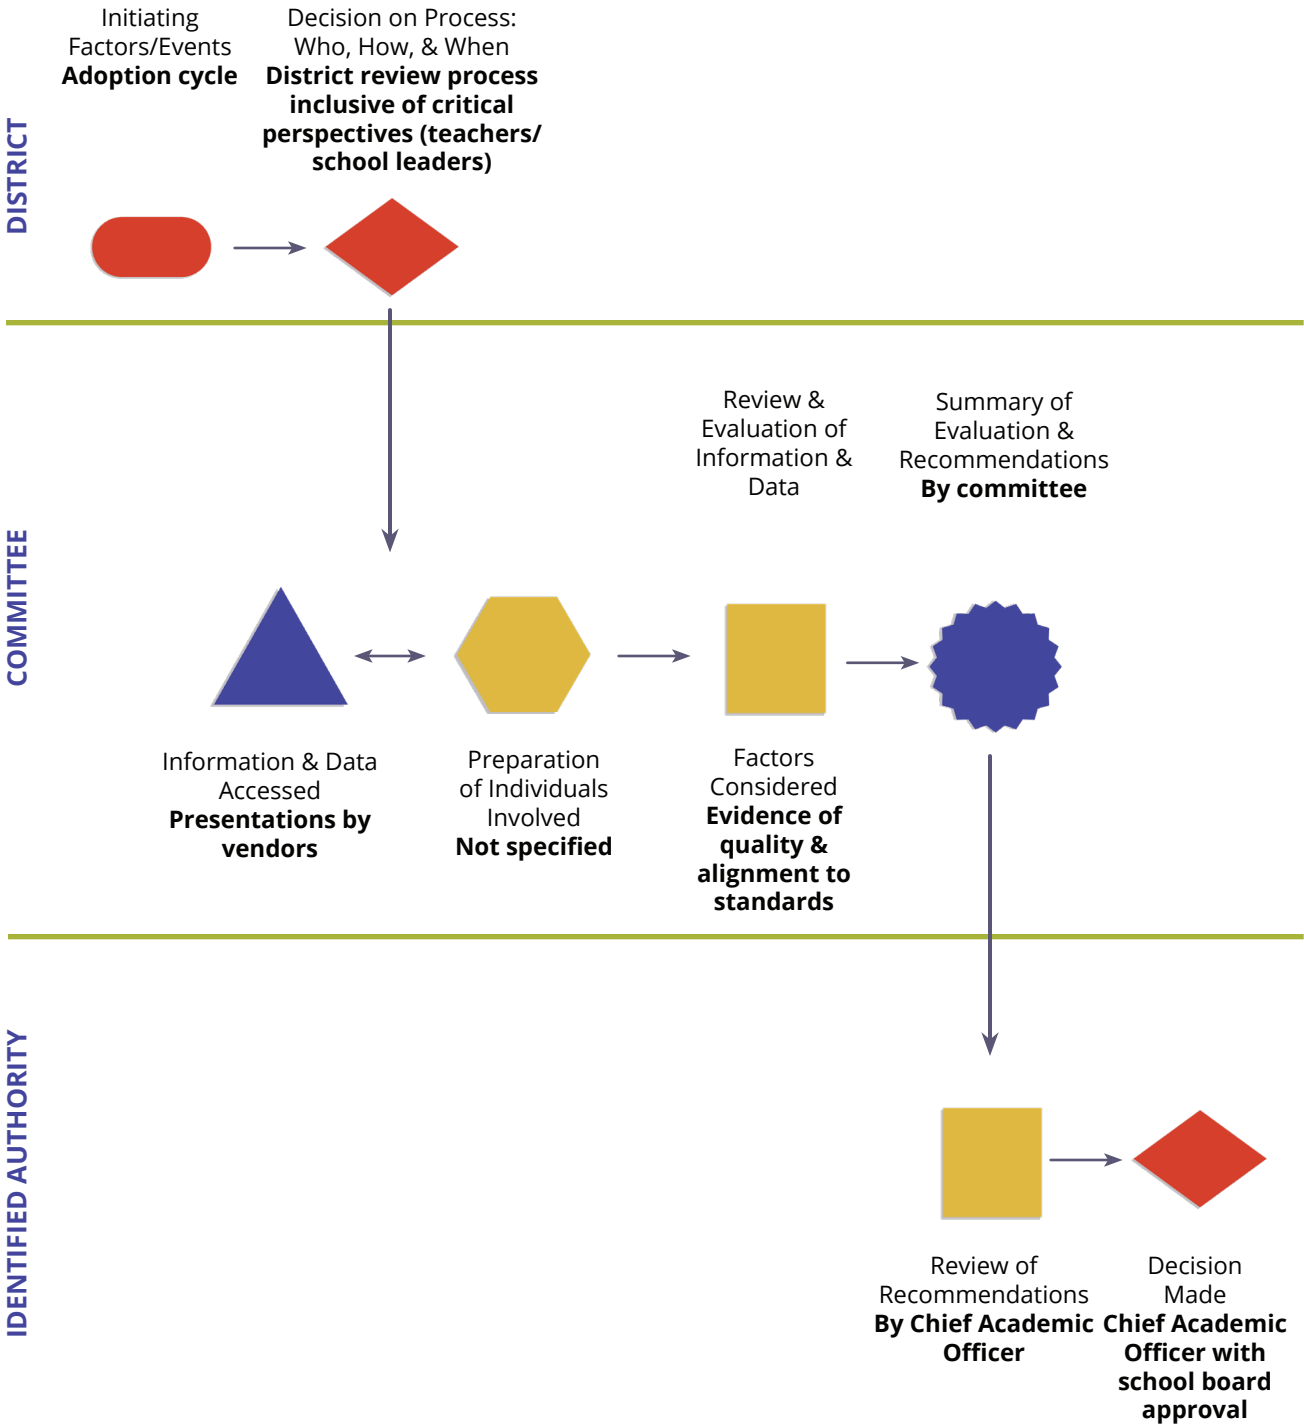 DISTRICT
Initiating
Factors/Events
Adoption cycle
Decision on Process:
Who, How, & When
District review process
inclusive of critical
perspectives (teachers/
school leaders)
COMMITTEE
Review &
Evaluation of
Information &
Data
Summary of
Evaluation &
Recommendations
By committee
Information & Data
Accessed
Presentations by
vendors
Preparation
of Individuals
Involved
Not specified
Factors
Considered
Evidence of
quality &
alignment to
standards
IDENTIFIED AUTHORITY
Review of
Recommendations
By Chief Academic
Officer
Decision
Made
Chief Academic
Officer with
school board
approval